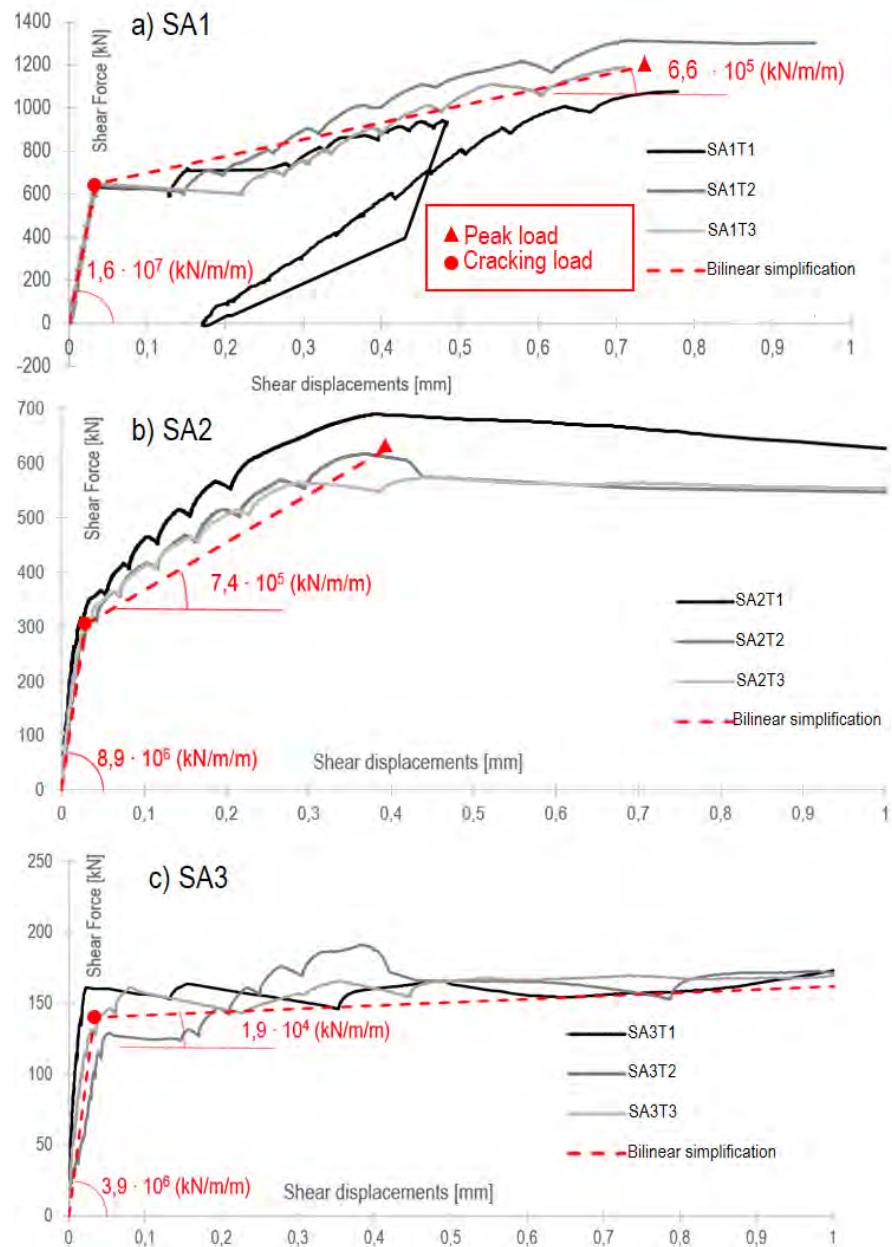 a) SA1
1400
1200
1000
800
600
400
200
0
-200
Shear Force [kN]
6,6 · 10⁵ (kN/m/m)
1,6 · 10⁷ (kN/m/m)
Peak load
Cracking load
SA1T1
SA1T2
SA1T3
Bilinear simplification
0 0,1 0,2 0,3 0,4 0,5 0,6 0,7 0,8 0,9 1
Shear displacements [mm]
b) SA2
700
600
500
400
300
200
100
0
Shear Force [kN]
7,4 · 10⁵ (kN/m/m)
8,9 · 10⁶ (kN/m/m)
SA2T1
SA2T2
SA2T3
Bilinear simplification
Shear displacements [mm]
0 0,1 0,2 0,3 0,4 0,5 0,6 0,7 0,8 0,9 1
c) SA3
250
200
150
100
50
0
Shear Force [kN]
1,9 · 10⁴ (kN/m/m)
3,9 · 10⁶ (kN/m/m)
SA3T1
SA3T2
SA3T3
Bilinear simplification
Shear displacements [mm]
0 0,1 0,2 0,3 0,4 0,5 0,6 0,7 0,8 0,9 1